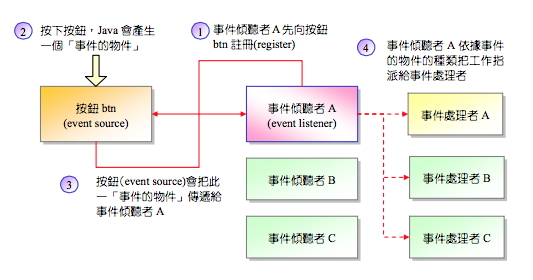 2 按下按鈕，Java 會產生
一個「事件的物件」
1 事件傾聽者 A 先向按鈕
btn 註冊(register)
4 事件傾聽者 A 依據事件
的物件的種類把工作指
派給事件處理者
按鈕 btn
(event source)
事件傾聽者 A
(event listener)
事件處理者 A
3 按鈕(event source)會把此
一「事件的物件」傳遞給
事件傾聽者 A
事件傾聽者 B
事件處理者 B
事件傾聽者 C
事件處理者 C